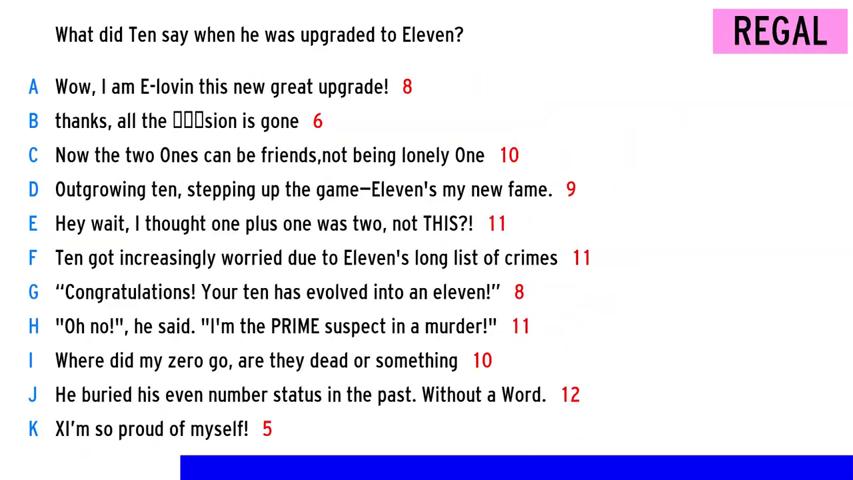 What did Ten say when he was upgraded to Eleven?
REGAL
A Wow, I am E-lovin this new great upgrade! 8
B thanks, all the □□□sion is gone 6
C Now the two Ones can be friends,not being lonely One 10
D Outgrowing ten, stepping up the game—Eleven's my new fame. 9
E Hey wait, I thought one plus one was two, not THIS?! 11
F Ten got increasingly worried due to Eleven's long list of crimes 11
G “Congratulations! Your ten has evolved into an eleven!” 8
H "Oh no!", he said. "I'm the PRIME suspect in a murder!" 11
I Where did my zero go, are they dead or something 10
J He buried his even number status in the past. Without a Word. 12
K XI’m so proud of myself! 5